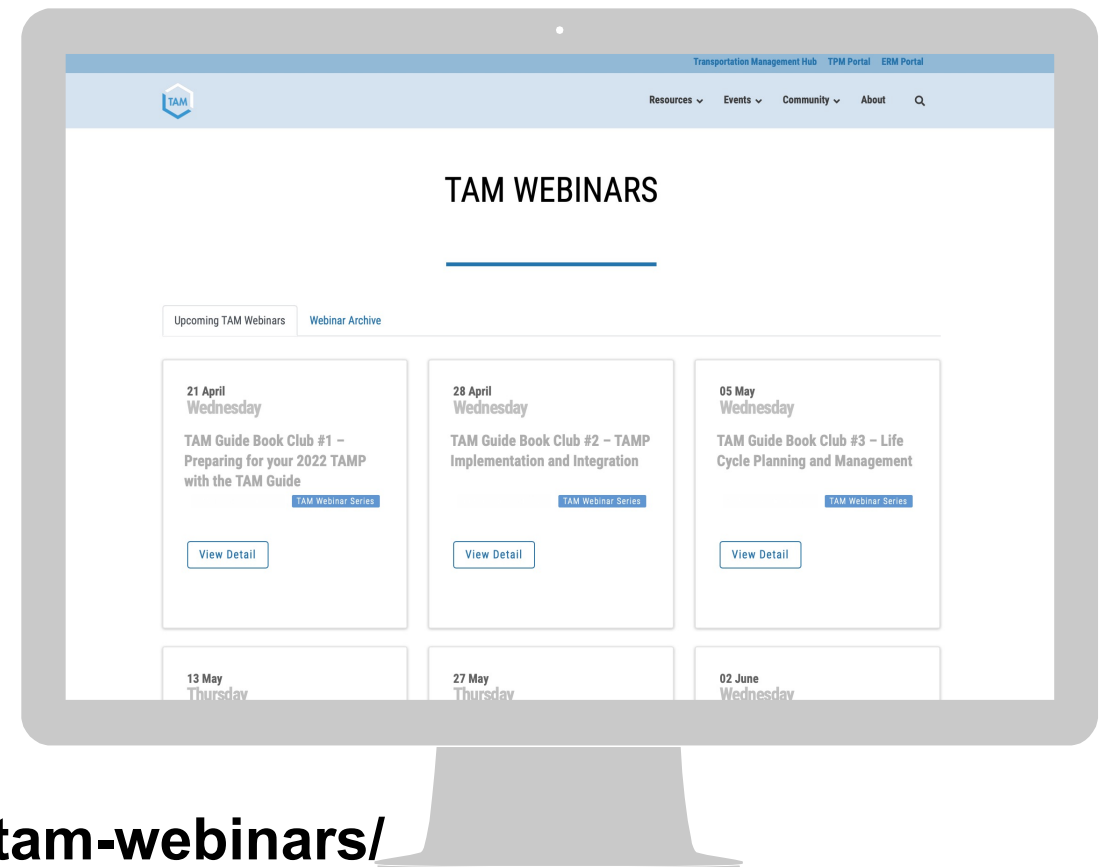 Transportation Management Hub TPM Portal ERM Portal
TAM
Resources Events Community About
TAM WEBINARS
Upcoming TAM Webinars Webinar Archive
21 April
Wednesday
TAM Guide Book Club #1 –
Preparing for your 2022 TAMP
with the TAM Guide
TAM Webinar Series
View Detail
28 April
Wednesday
TAM Guide Book Club #2 – TAMP
Implementation and Integration
TAM Webinar Series
View Detail
05 May
Wednesday
TAM Guide Book Club #3 – Life
Cycle Planning and Management
TAM Webinar Series
View Detail
13 May
Thursday
27 May
Thursday
02 June
Wednesday
tam-webinars/